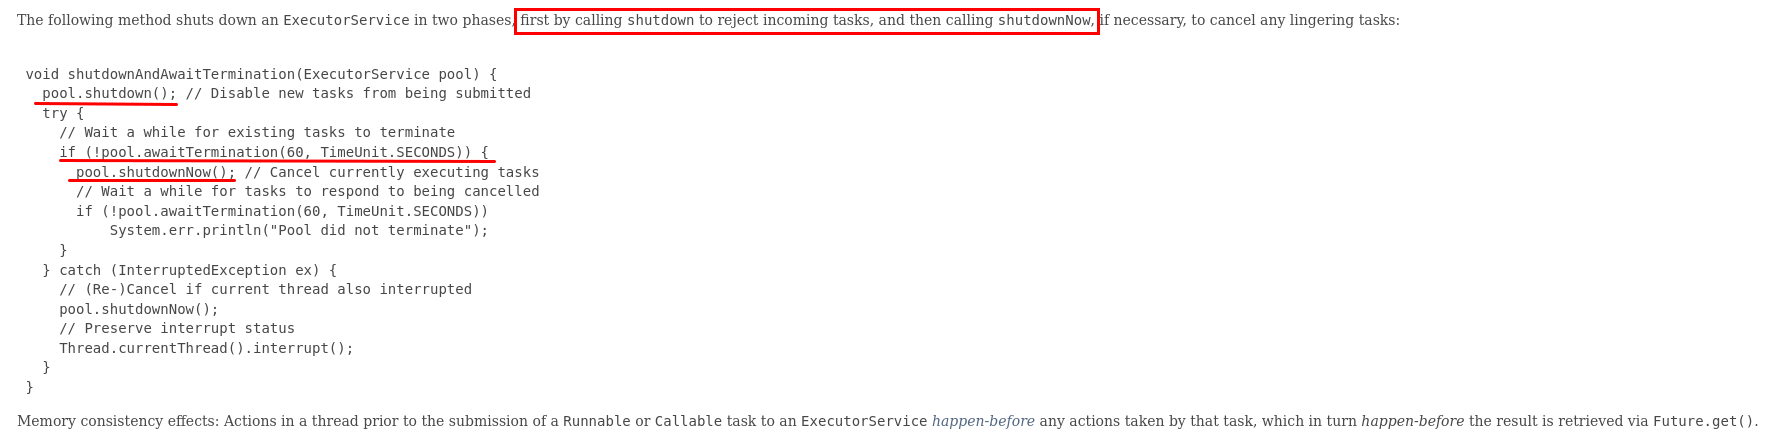 The following method shuts down an ExecutorService in two phases, first by calling shutdown to reject incoming tasks, and then calling shutdownNow, if necessary, to cancel any lingering tasks:
void shutdownAndAwaitTermination(ExecutorService pool) {
  pool.shutdown(); // Disable new tasks from being submitted
  try {
    // Wait a while for existing tasks to terminate
    if (!pool.awaitTermination(60, TimeUnit.SECONDS)) {
      pool.shutdownNow(); // Cancel currently executing tasks
      // Wait a while for tasks to respond to being cancelled
      if (!pool.awaitTermination(60, TimeUnit.SECONDS))
          System.err.println("Pool did not terminate");
    }
  } catch (InterruptedException ex) {
    // (Re-)Cancel if current thread also interrupted
    pool.shutdownNow();
    // Preserve interrupt status
    Thread.currentThread().interrupt();
  }
}
Memory consistency effects: Actions in a thread prior to the submission of a Runnable or Callable task to an ExecutorService happen-before any actions taken by that task, which in turn happen-before the result is retrieved via Future.get().